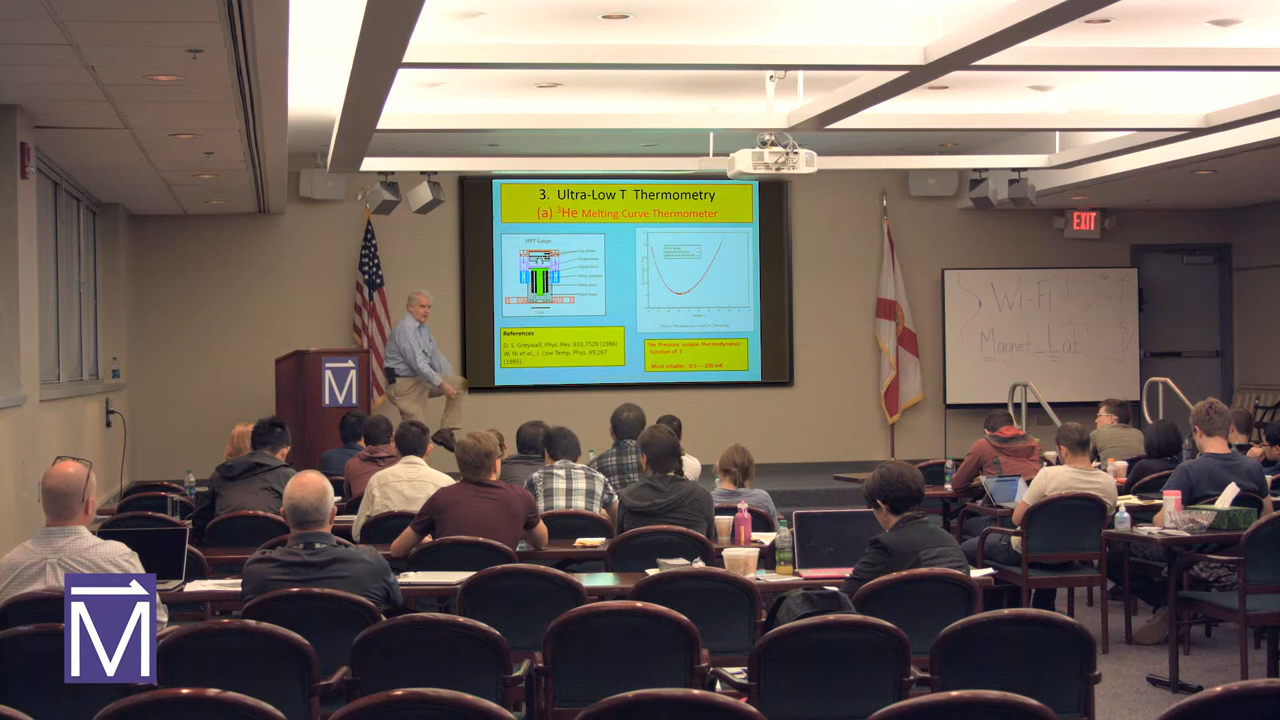 3. Ultra-Low T Thermometry
(a) ³He Melting Curve Thermometer
MPT Gauge
References
D. S. Greywall, Phys. Rev. B33,7520 (1986)
W. Ni et al., J. Low Temp. Phys. 99,167
(1995).
Pressure unique thermodynamic
function of T
Most reliable: 0.5 — 200 mK
EXIT
WI-FI
Magnet_Lab
M
M